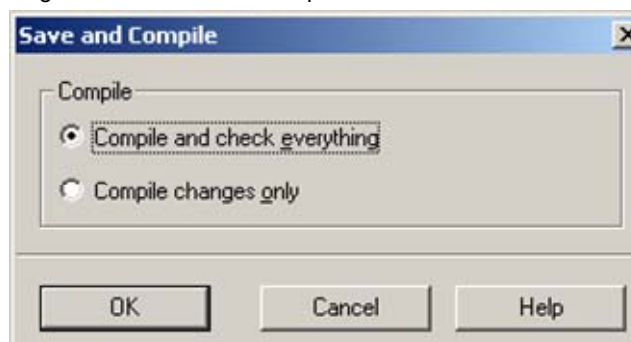 Save and Compile
Compile
Compile and check everything
Compile changes only
OK Cancel Help